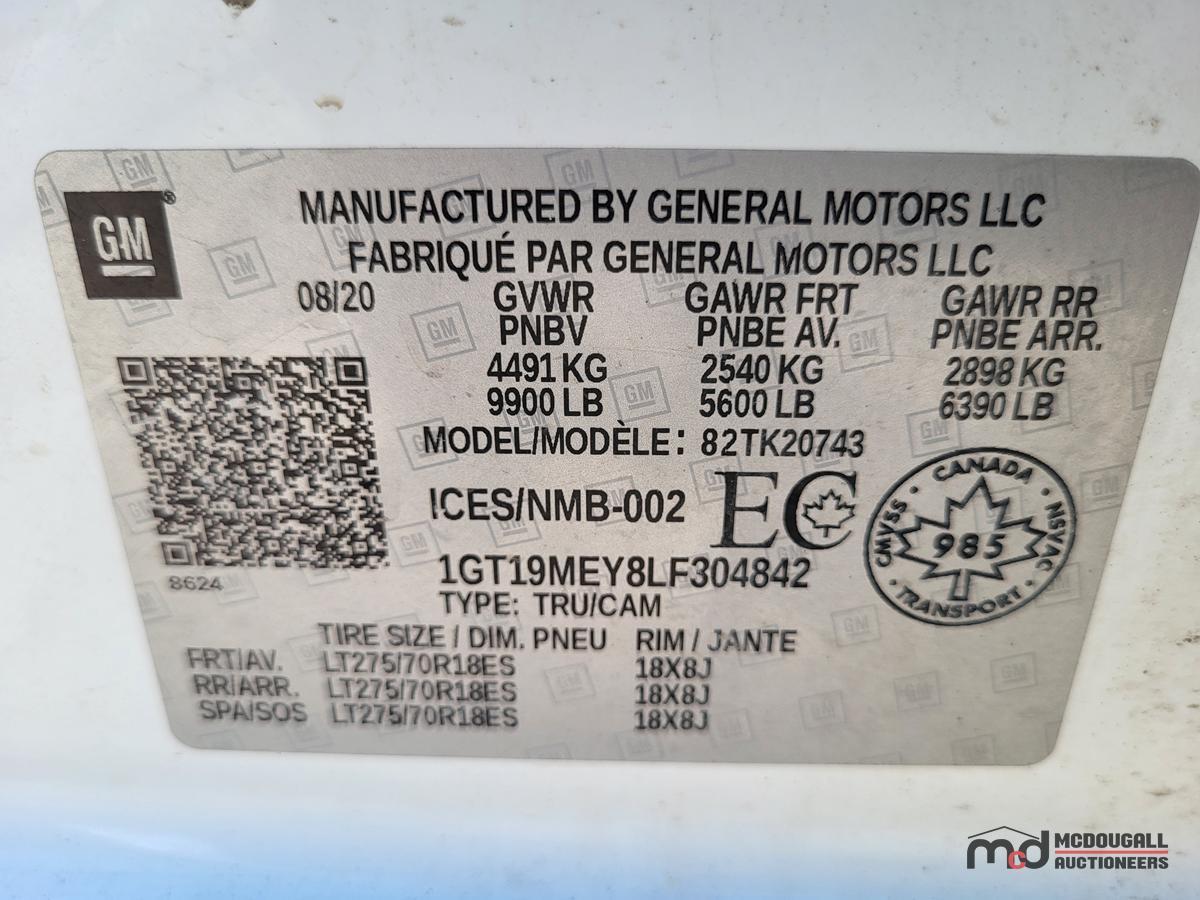 GM®
MANUFACTURED BY GENERAL MOTORS LLC
FABRIQUÉ PAR GENERAL MOTORS LLC
08/20 GVWR GAWR FRT GAWR RR
PNBV PNBE AV. PNBE ARR.
4491 KG 2540 KG 2898 KG
9900 LB 5600 LB 6390 LB
MODEL/MODÈLE: 82TK20743
ICES/NMB-002 EC
CANADA
CMVSS 985 NSVAC
TRANSPORT
8624
1GT19MEY8LF304842
TYPE: TRU/CAM
TIRE SIZE / DIM. PNEU RIM / JANTE
FRT/AV. LT275/70R18ES 18X8J
RR/ARR. LT275/70R18ES 18X8J
SPA/SOS LT275/70R18ES 18X8J
mcd MCDOUGALL
AUCTIONEERS